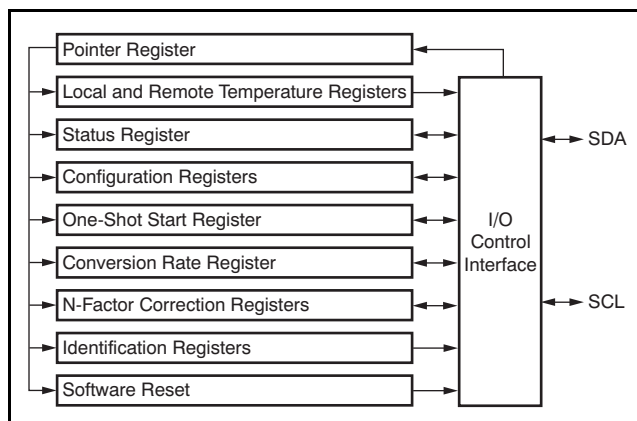 Pointer Register
Local and Remote Temperature Registers
Status Register
SDA
Configuration Registers
One-Shot Start Register
I/O
Control
Interface
Conversion Rate Register
N-Factor Correction Registers
SCL
Identification Registers
Software Reset